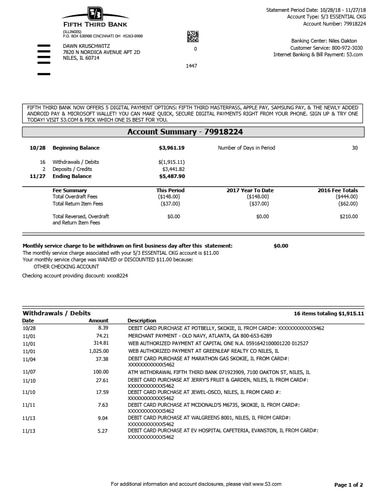 FIFTH THIRD BANK
(ILLINOIS)
P.O. BOX 630900 CINCINNATI OH 45263-0900
DAWN KRUSCHWITZ
7820 N NORDICA AVENUE APT 2D
NILES, IL 60714
0
1447
Statement Period Date: 10/28/18 - 11/27/18
Account Type: 5/3 ESSENTIAL CKG
Account Number: 79918224
Banking Center: Niles Oakton
Customer Service: 800-972-3030
Internet Banking & Bill Payment: 53.com
FIFTH THIRD BANK NOW OFFERS 5 DIGITAL PAYMENT OPTIONS: FIFTH THIRD MASTERPASS, APPLE PAY, SAMSUNG PAY, & THE NEWLY ADDED
ANDROID PAY & MICROSOFT WALLET! YOU CAN MAKE QUICK, SECURE DIGITAL PAYMENTS RIGHT FROM YOUR PHONE. SIGN UP & TRY ONE
TODAY! VISIT 53.COM & PICK WHICH ONE IS BEST FOR YOU.
Account Summary - 79918224
10/28 Beginning Balance $3,961.19 Number of Days in Period 30
16 Withdrawals / Debits $(1,915.11)
2 Deposits / Credits $3,441.82
11/27 Ending Balance $5,487.90
Fee Summary This Period 2017 Year To Date 2016 Fee Totals
Total Overdraft Fees ($148.00) ($148.00) ($444.00)
Total Return Item Fees ($37.00) ($37.00) ($62.00)
Total Reversed, Overdraft $0.00 $0.00 $210.00
and Return Item Fees
Monthly service charge to be withdrawn on first business day after this statement: $0.00
The monthly service charge associated with your 5/3 ESSENTIAL CKG account is $11.00
Your monthly service charge was WAIVED or DISCOUNTED $11.00 because:
OTHER CHECKING ACCOUNT
Checking account providing discount: xxxx8224
Withdrawals / Debits 16 items totaling $1,915.11
Date Amount Description
10/28 8.39 DEBIT CARD PURCHASE AT POTBELLY, SKOKIE, IL FROM CARD#: XXXXXXXXXXXX5462
11/01 74.21 MERCHANT PAYMENT - OLD NAVY, ATLANTA, GA 800-653-6289
11/01 314.81 WEB AUTHORIZED PAYMENT AT CAPITAL ONE N.A. 0591642100001220 012527
11/01 1,025.00 WEB AUTHORIZED PAYMENT AT GREENLEAF REALTY CO NILES, IL
11/04 37.38 DEBIT CARD PURCHASE AT MARATHON GAS SKOKIE, IL FROM CARD#:
XXXXXXXXXXXX5462
11/07 100.00 ATM WITHDRAWAL FIFTH THIRD BANK 071923909, 7100 OAKTON ST, NILES, IL
11/10 27.61 DEBIT CARD PURCHASE AT JERRY'S FRUIT & GARDEN, NILES, IL FROM CARD#:
XXXXXXXXXXXX5462
11/10 17.59 DEBIT CARD PURCHASE AT JEWEL-OSCO, NILES, IL FROM CARD #:
XXXXXXXXXXXX5462
11/11 7.63 DEBIT CARD PURCHASE AT MCDONALD'S M6735, SKOKIE, IL FROM CARD#:
XXXXXXXXXXXX5462
11/13 9.04 DEBIT CARD PURCHASE AT WALGREENS 8001, NILES, IL FROM CARD#:
XXXXXXXXXXXX5462
11/13 5.27 DEBIT CARD PURCHASE AT EV HOSPITAL CAFETERIA, EVANSTON, IL FROM CARD#:
XXXXXXXXXXXX5462
For additional information and account disclosures, please visit www.53.com
Page 1 of 2